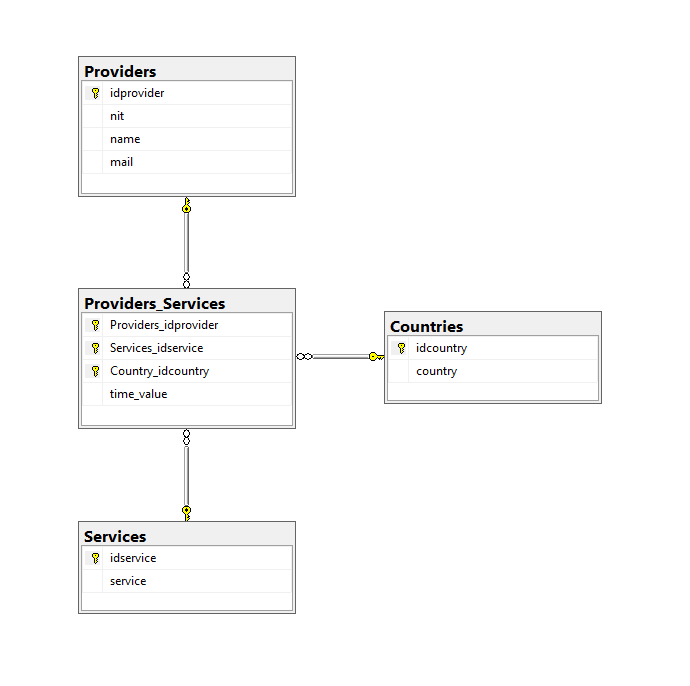 Providers
idprovider
nit
name
mail
Providers_Services
Providers_idprovider
Services_idservice
Country_idcountry
time_value
Countries
idcountry
country
Services
idservice
service